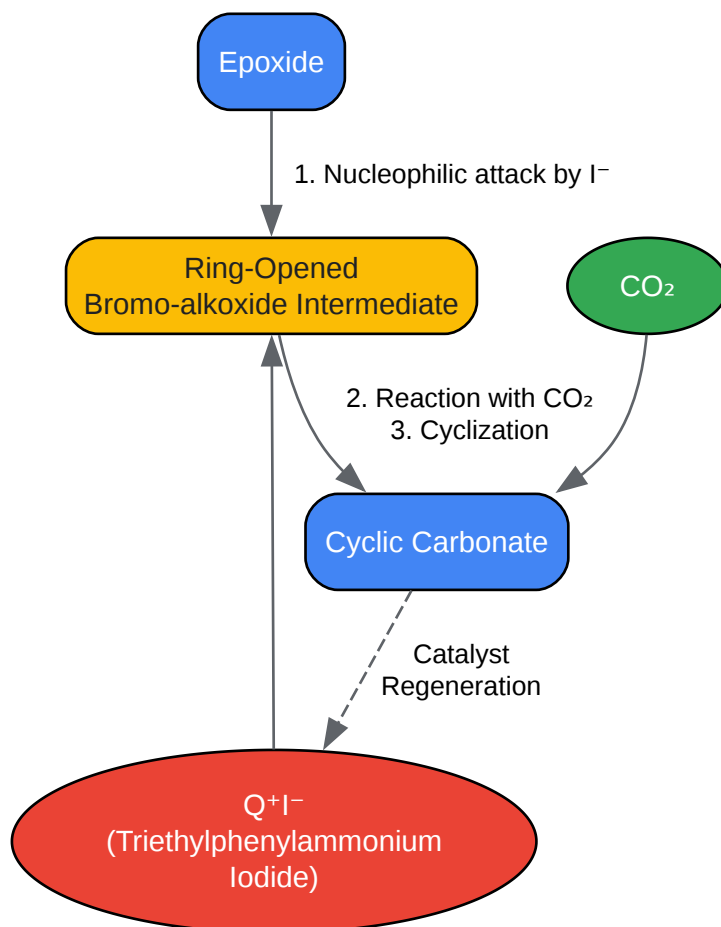 Epoxide
1. Nucleophilic attack by I⁻
Ring-Opened
Bromo-alkoxide Intermediate
CO₂
2. Reaction with CO₂
3. Cyclization
Cyclic Carbonate
Catalyst
Regeneration
Q⁺I⁻
(Triethylphenylammonium
Iodide)